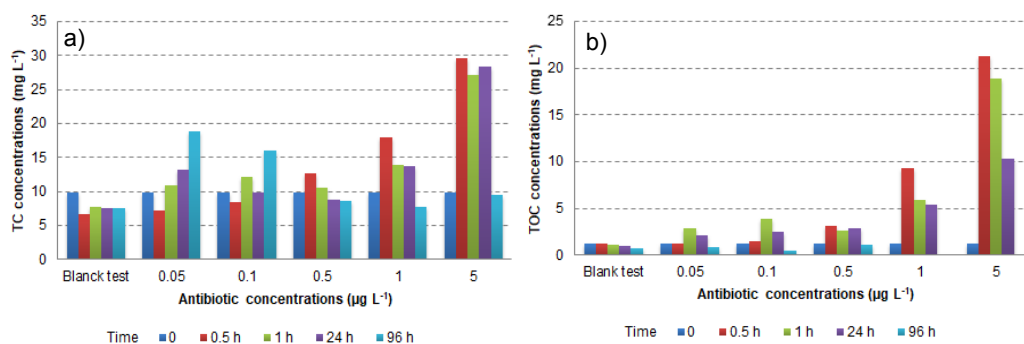 a)
TC concentrations (mg L⁻¹)
35
30
25
20
15
10
5
0
Blanck test 0.05 0.1 0.5 1 5
Antibiotic concentrations (µg L⁻¹)
Time 0 0.5 h 1 h 24 h 96 h
b)
TOC concentrations (mg L⁻¹)
25
20
15
10
5
0
Blank test 0.05 0.1 0.5 1 5
Antibiotic concentrations (µg L⁻¹)
Time 0 0.5 h 1 h 24 h 96 h